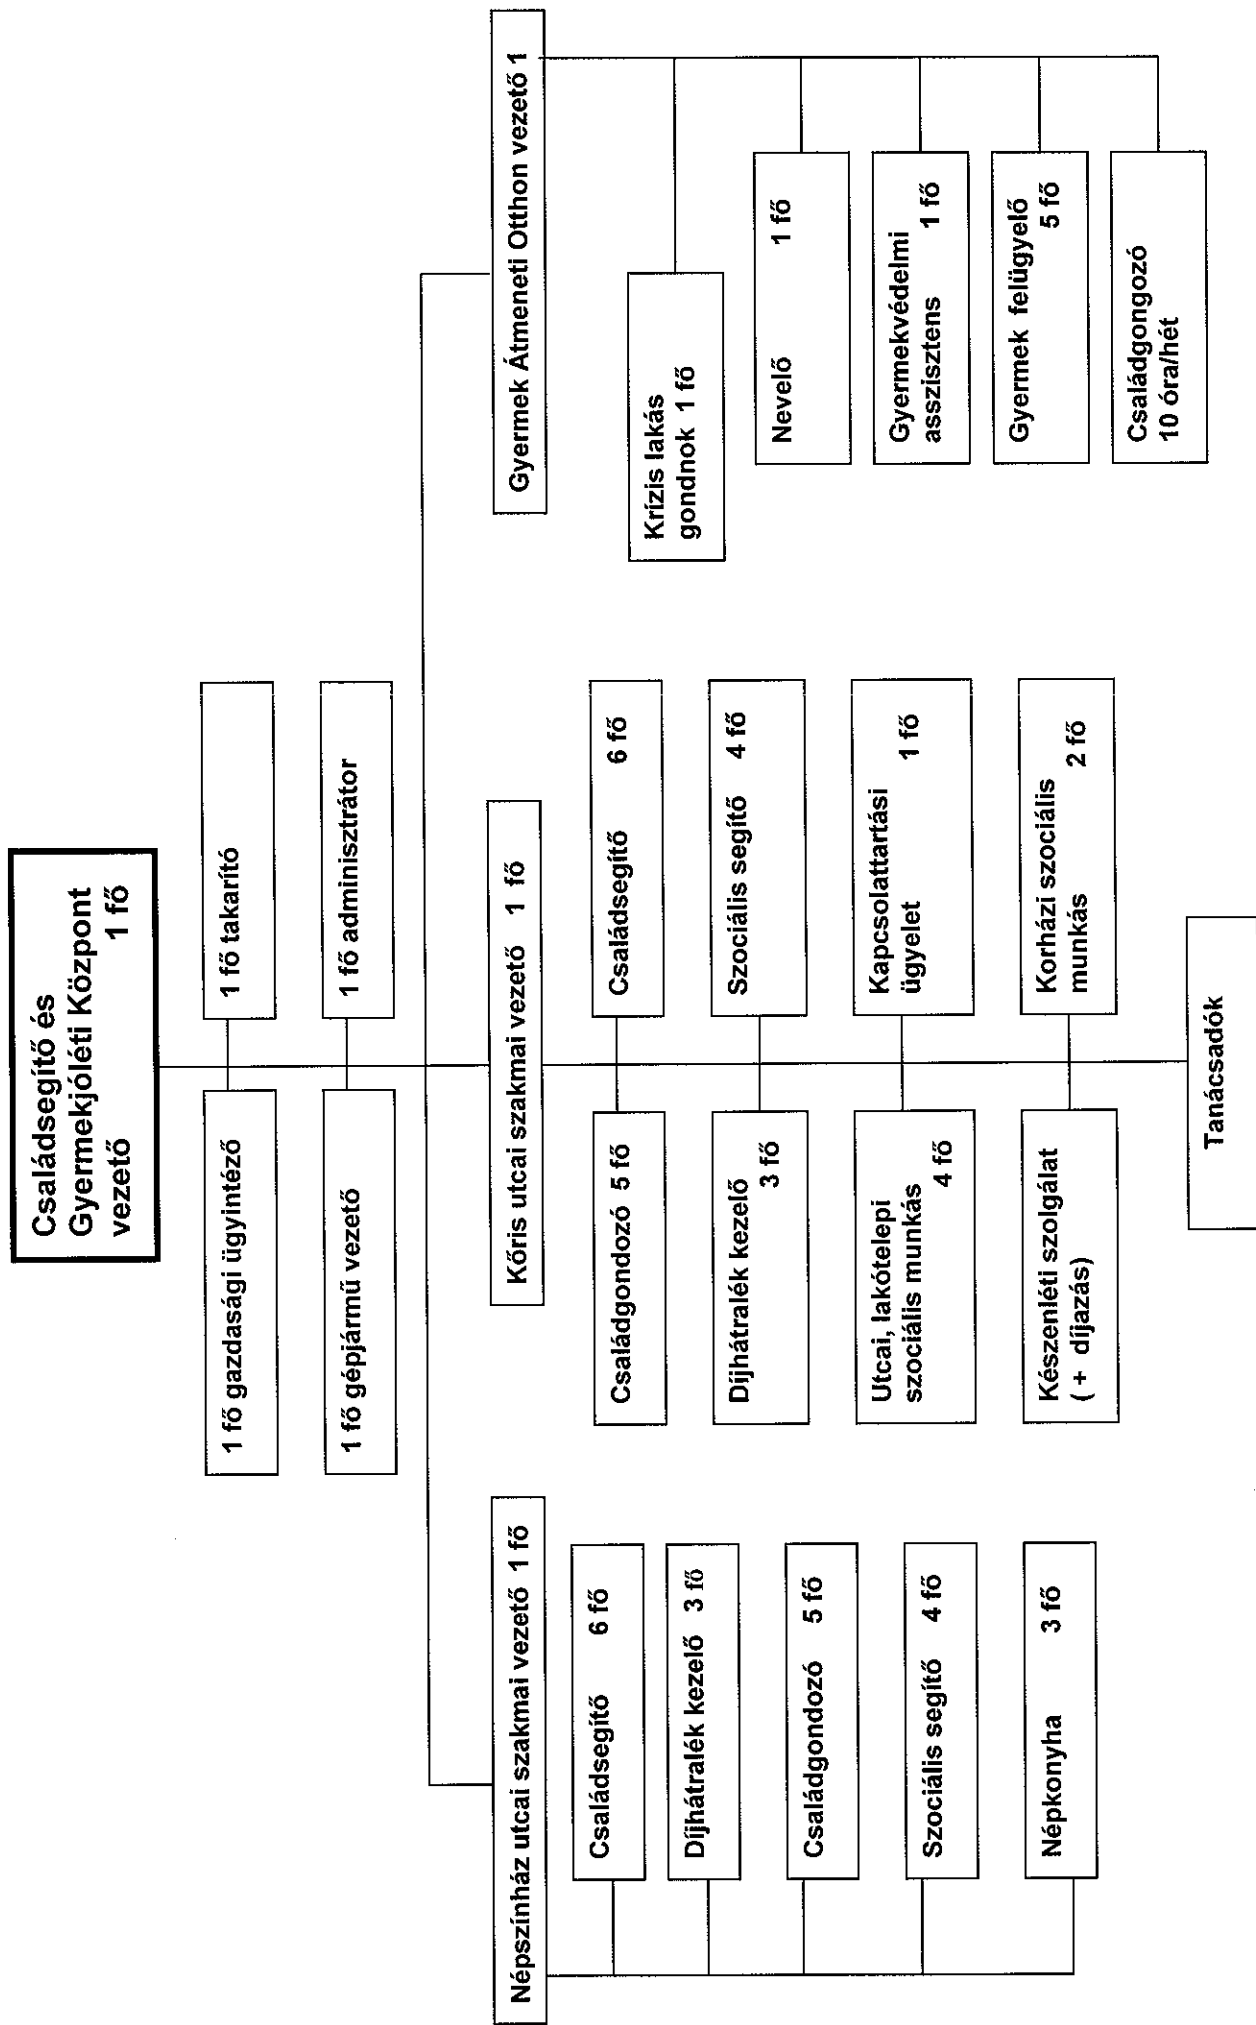 Családsegítő és
Gyermekjóléti Központ
vezető 1 fő
1 fő gazdasági ügyintéző
1 fő takarító
1 fő gépjármű vezető
1 fő adminisztrátor
Népszínház utcai szakmai vezető 1 fő
Családsegítő 6 fő
Díjhátralék kezelő 3 fő
Családgondozó 5 fő
Szociális segítő 4 fő
Népkonyha 3 fő
Kőris utcai szakmai vezető 1 fő
Családgondozó 5 fő
Családsegítő 6 fő
Díjhátralék kezelő
3 fő
Szociális segítő 4 fő
Utcai, lakótelepi
szociális munkás
4 fő
Kapcsolattartási
ügyelet 1 fő
Készenléti szolgálat
( + díjazás)
Korházi szociális
munkás 2 fő
Tanácsadók
Gyermek Átmeneti Otthon vezető 1
Krízis lakás
gondnok 1 fő
Nevelő 1 fő
Gyermekvédelmi
asszisztens 1 fő
Gyermek felügyelő
5 fő
Családgongozó
10 óra/hét